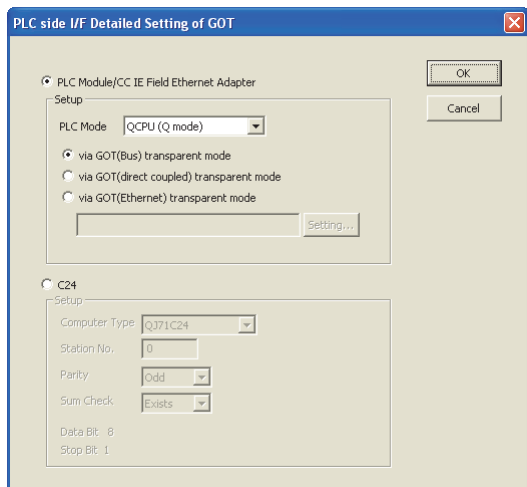 PLC side I/F Detailed Setting of GOT
PLC Module/CC IE Field Ethernet Adapter
OK
Cancel
Setup
PLC Mode QCPU (Q mode)
via GOT(Bus) transparent mode
via GOT(direct coupled) transparent mode
via GOT(Ethernet) transparent mode
Setting...
C24
Setup
Computer Type QJ71C24
Station No. 0
Parity Odd
Sum Check Exists
Data Bit 8
Stop Bit 1